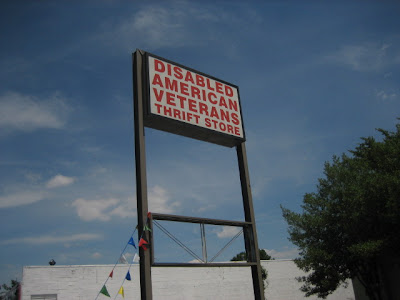 DISABLED
AMERICAN
VETERANS
THRIFT STORE